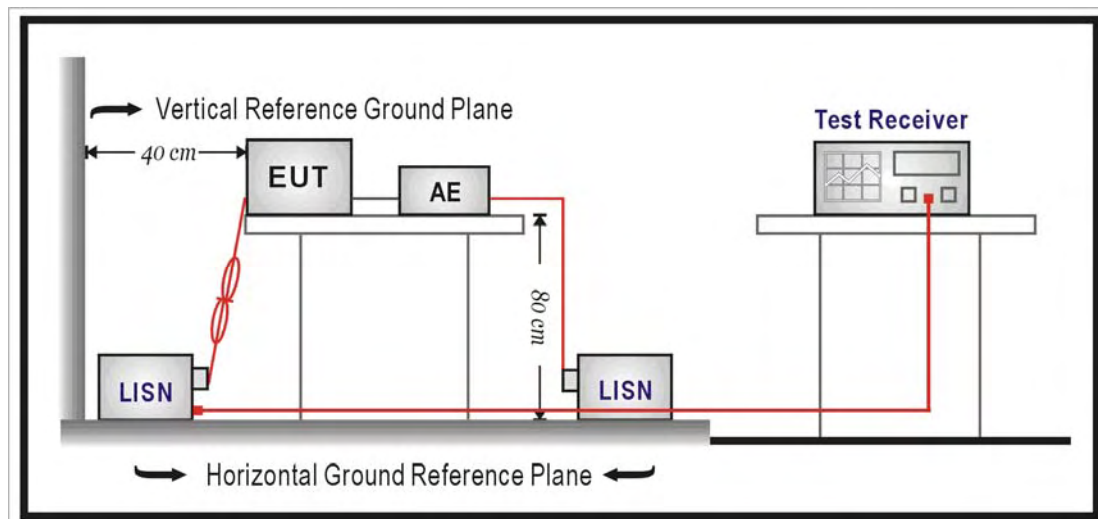 Vertical Reference Ground Plane
Test Receiver
40 cm
EUT
AE
80 cm
LISN
LISN
Horizontal Ground Reference Plane